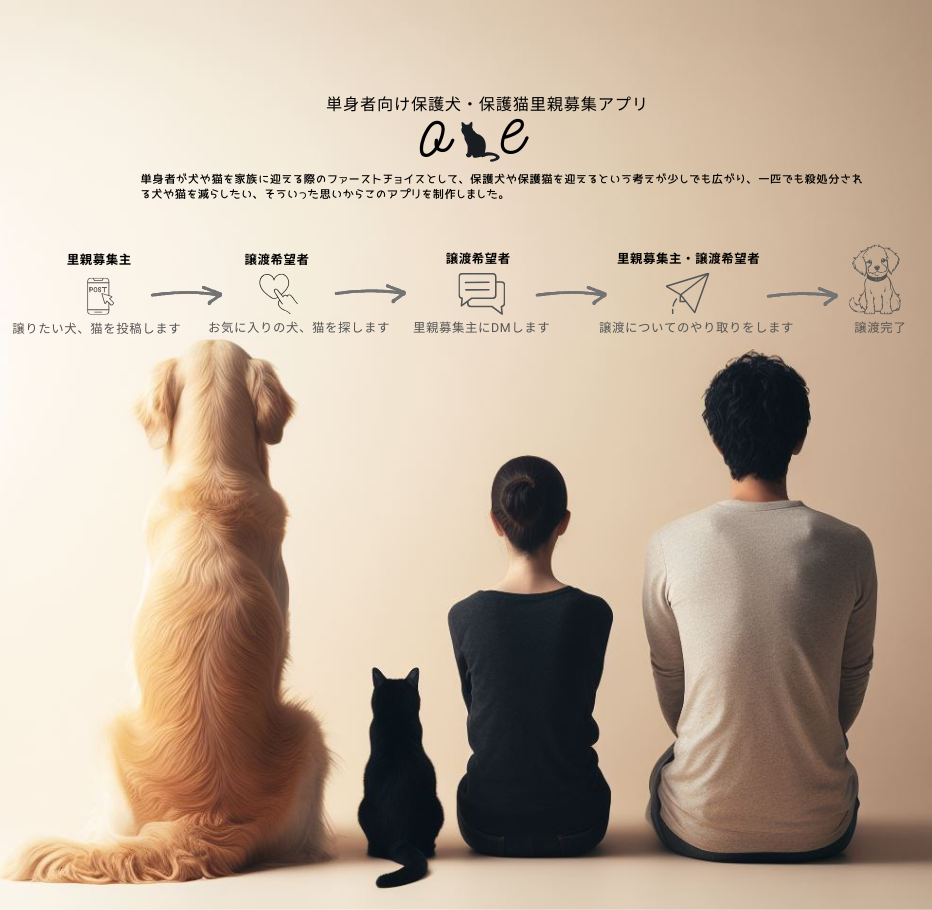 単身者向け保護犬・保護猫里親募集アプリ
a e
単身者が犬や猫を家族に迎える際のファーストチョイスとして、保護犬や保護猫を迎えるという考えが少しでも広がり、一匹でも殺処分され
る犬や猫を減らしたい、そういった思いからこのアプリを制作しました。
里親募集主
譲渡希望者
譲渡希望者
里親募集主・譲渡希望者
POST
譲りたい犬、猫を投稿します
お気に入りの犬、猫を探します
里親募集主にDMします
譲渡についてのやり取りをします
譲渡完了